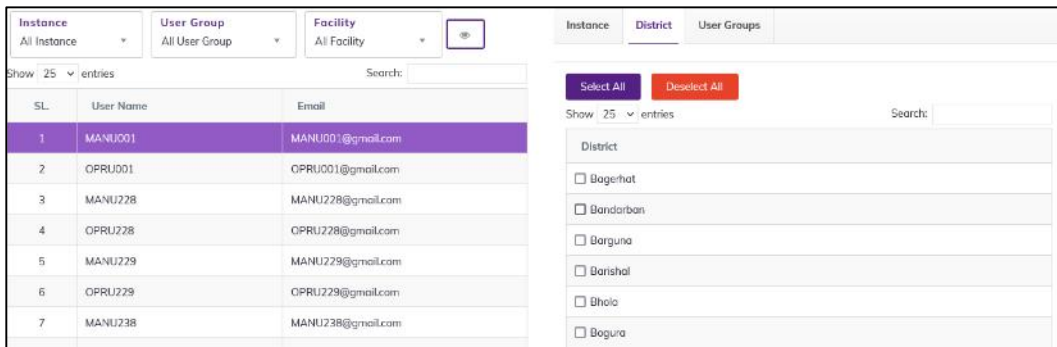 Instance
All Instance
User Group
All User Group
Facility
All Facility
Show 25 entries
Search:
SL. User Name Email
1 MANU001 MANU001@gmail.com
2 OPRU001 OPRU001@gmail.com
3 MANU228 MANU228@gmail.com
4 OPRU228 OPRU228@gmail.com
5 MANU229 MANU229@gmail.com
6 OPRU229 OPRU229@gmail.com
7 MANU238 MANU238@gmail.com
Instance District User Groups
Select All Deselect All
Show 25 entries
Search:
District
Bagerhat
Bandarban
Barguna
Barishal
Bhola
Bogura